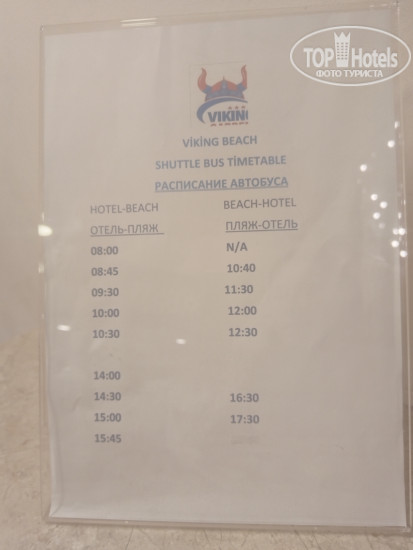 TOP Hotels
ФОТО ТУРИСТА
VIKING
VİKİNG BEACH
SHUTTLE BUS TİMETABLE
РАСПИСАНИЕ АВТОБУСА
HOTEL-BEACH BEACH-HOTEL
ОТЕЛЬ-ПЛЯЖ ПЛЯЖ-ОТЕЛЬ
08:00 N/A
08:45 10:40
09:30 11:30
10:00 12:00
10:30 12:30
14:00
14:30 16:30
15:00 17:30
15:45